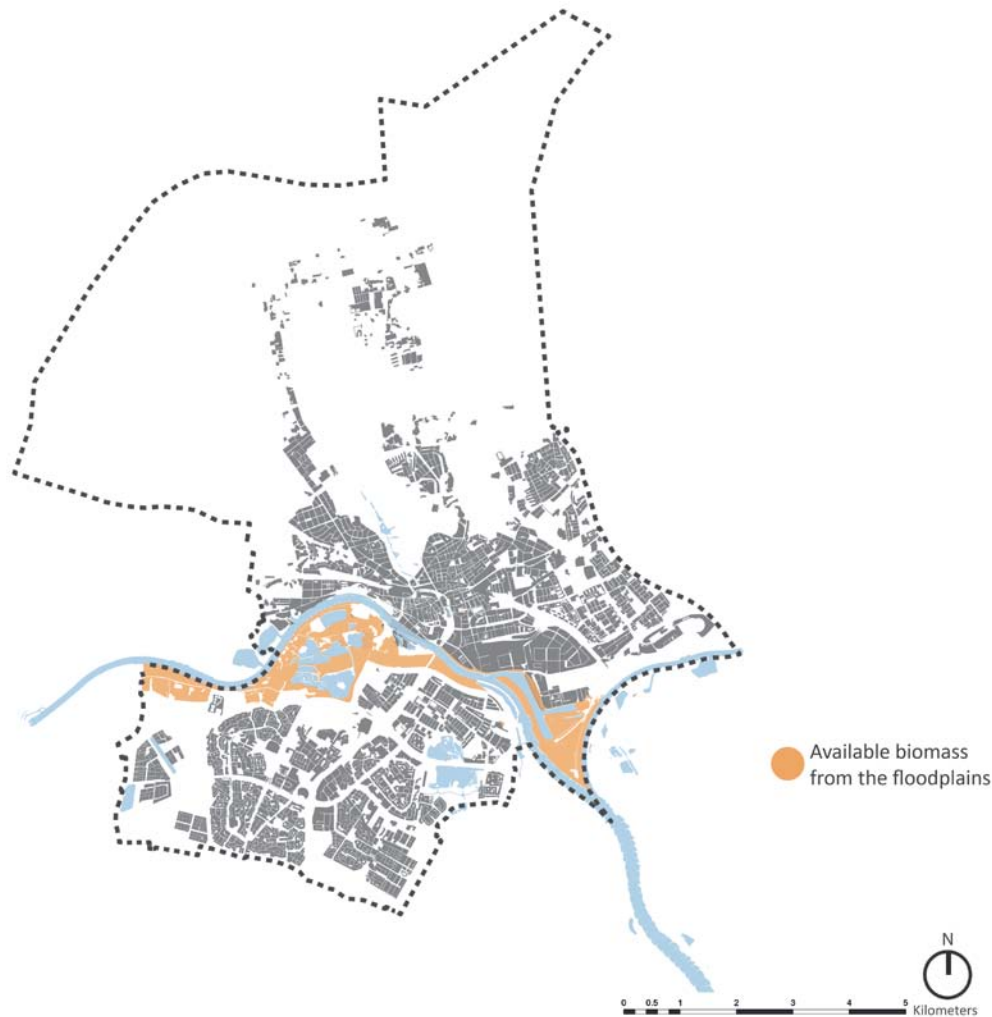 Available biomass
from the floodplains
N
0 0.5 1 2 3 4 5
Kilometers